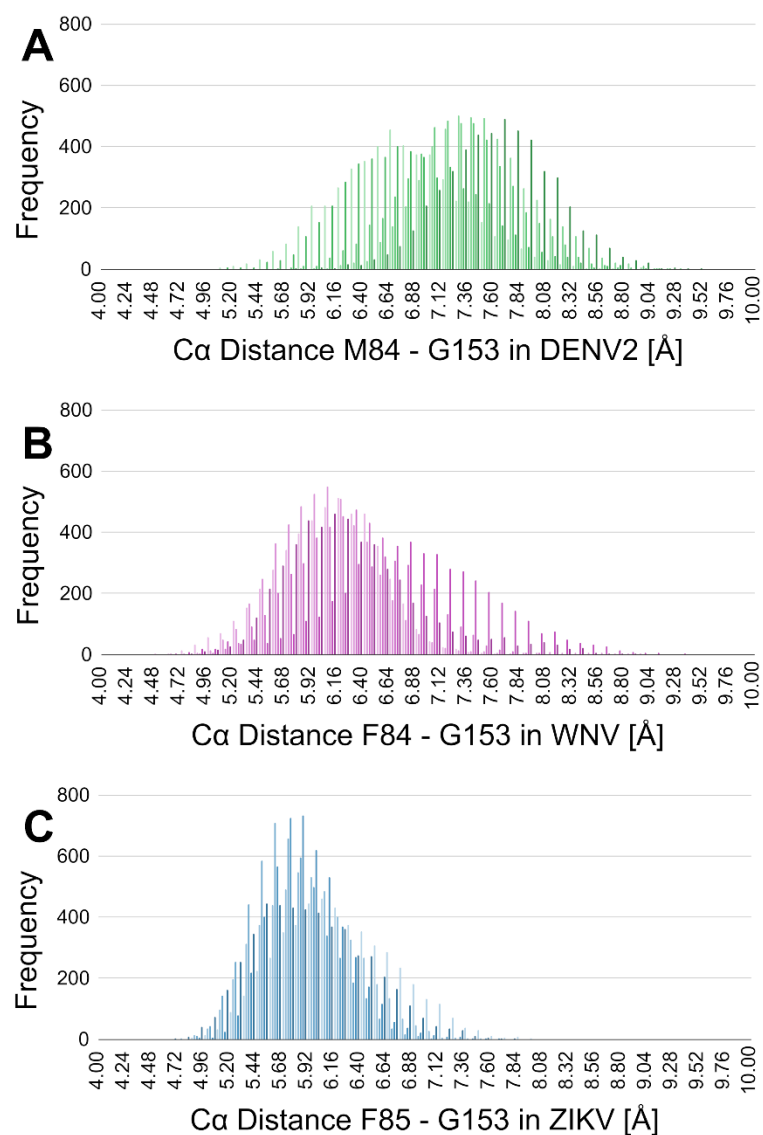 A
800
600
400
200
0
Frequency
4.00 4.24 4.48 4.72 4.96 5.20 5.44 5.68 5.92 6.16 6.40 6.64 6.88 7.12 7.36 7.60 7.84 8.08 8.32 8.56 8.80 9.04 9.28 9.52 9.76 10.00
Cα Distance M84 - G153 in DENV2 [Å]
B
800
600
400
200
0
Frequency
4.00 4.24 4.48 4.72 4.96 5.20 5.44 5.68 5.92 6.16 6.40 6.64 6.88 7.12 7.36 7.60 7.84 8.08 8.32 8.56 8.80 9.04 9.28 9.52 9.76 10.00
Cα Distance F84 - G153 in WNV [Å]
C
800
600
400
200
0
Frequency
4.00 4.24 4.48 4.72 4.96 5.20 5.44 5.68 5.92 6.16 6.40 6.64 6.88 7.12 7.36 7.60 7.84 8.08 8.32 8.56 8.80 9.04 9.28 9.52 9.76 10.00
Cα Distance F85 - G153 in ZIKV [Å]